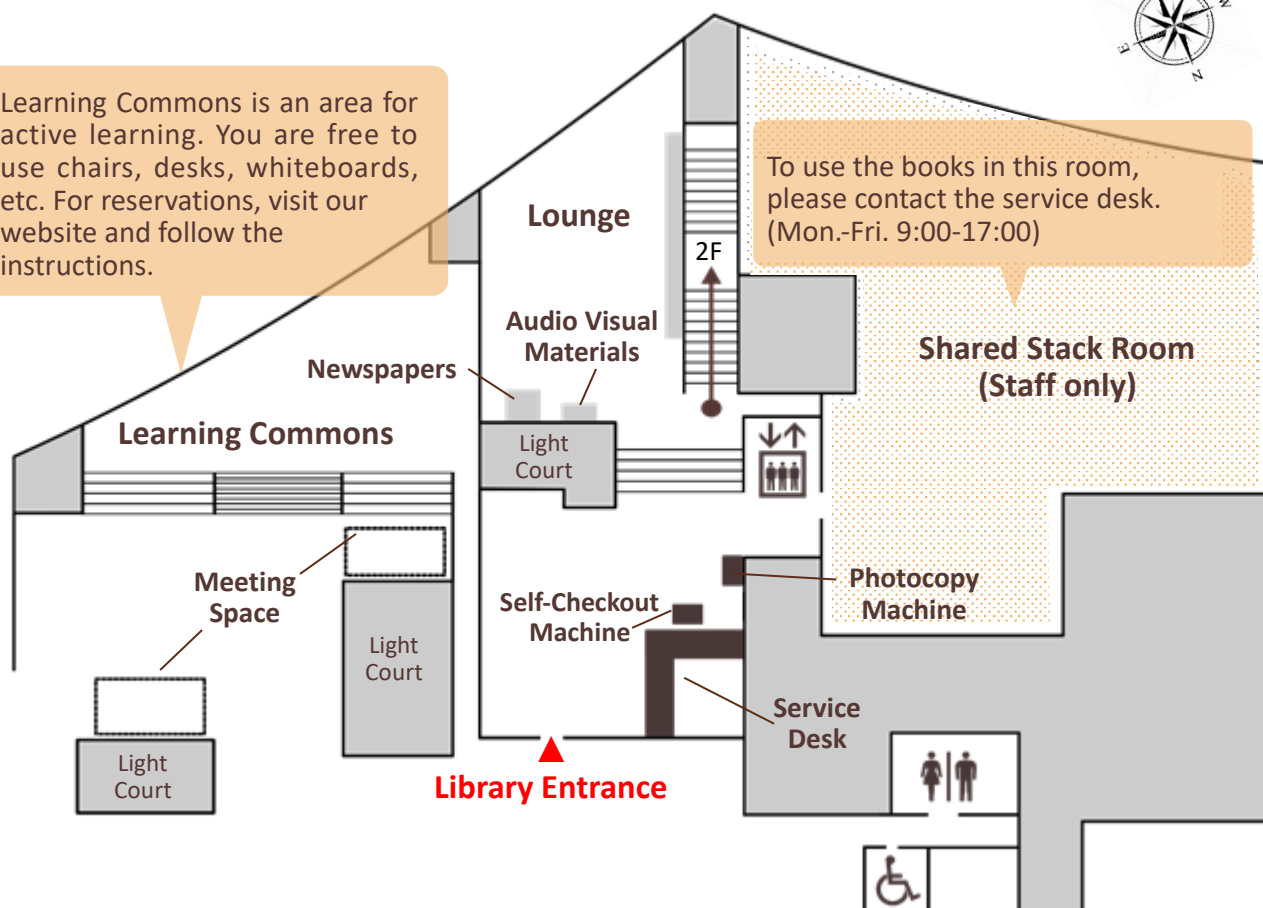 W
E
N
Learning Commons is an area for
active learning. You are free to
use chairs, desks, whiteboards,
etc. For reservations, visit our
website and follow the
instructions.
To use the books in this room,
please contact the service desk.
(Mon.-Fri. 9:00-17:00)
Lounge
2F
Audio Visual
Materials
Newspapers
Shared Stack Room
(Staff only)
Learning Commons
Light
Court
Meeting
Space
Self-Checkout
Machine
Photocopy
Machine
Light
Court
Service
Desk
Light
Court
Library Entrance